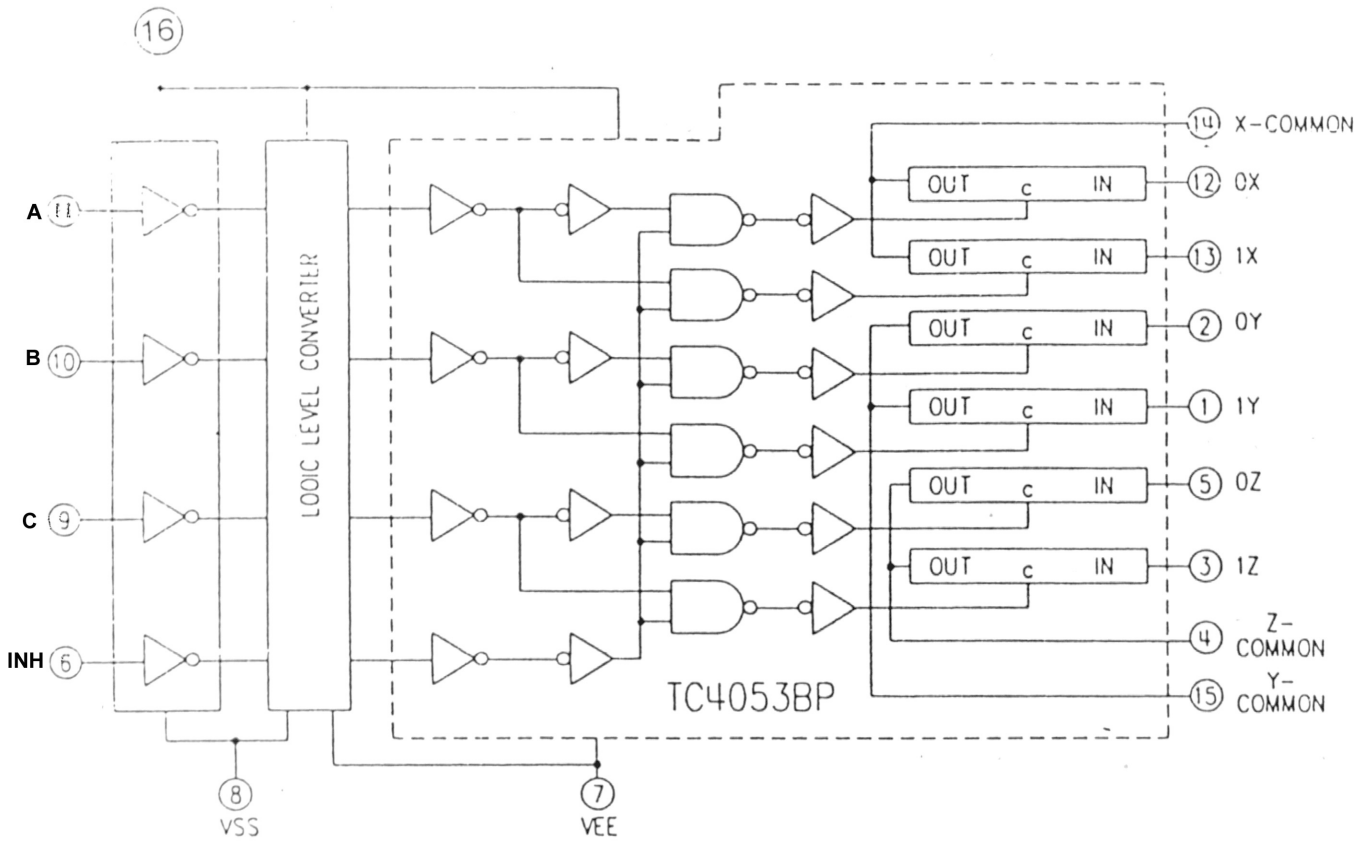 16
14 X-COMMON
OUT C IN 12 0X
A 11
OUT C IN 13 1X
OUT C IN 2 0Y
B 10
LOOIC LEVEL CONVERTER
OUT C IN 1 1Y
OUT C IN 5 0Z
C 9
OUT C IN 3 1Z
4 Z-
COMMON
INH 6
TC4053BP
15 Y-
COMMON
8
VSS
7
VEE